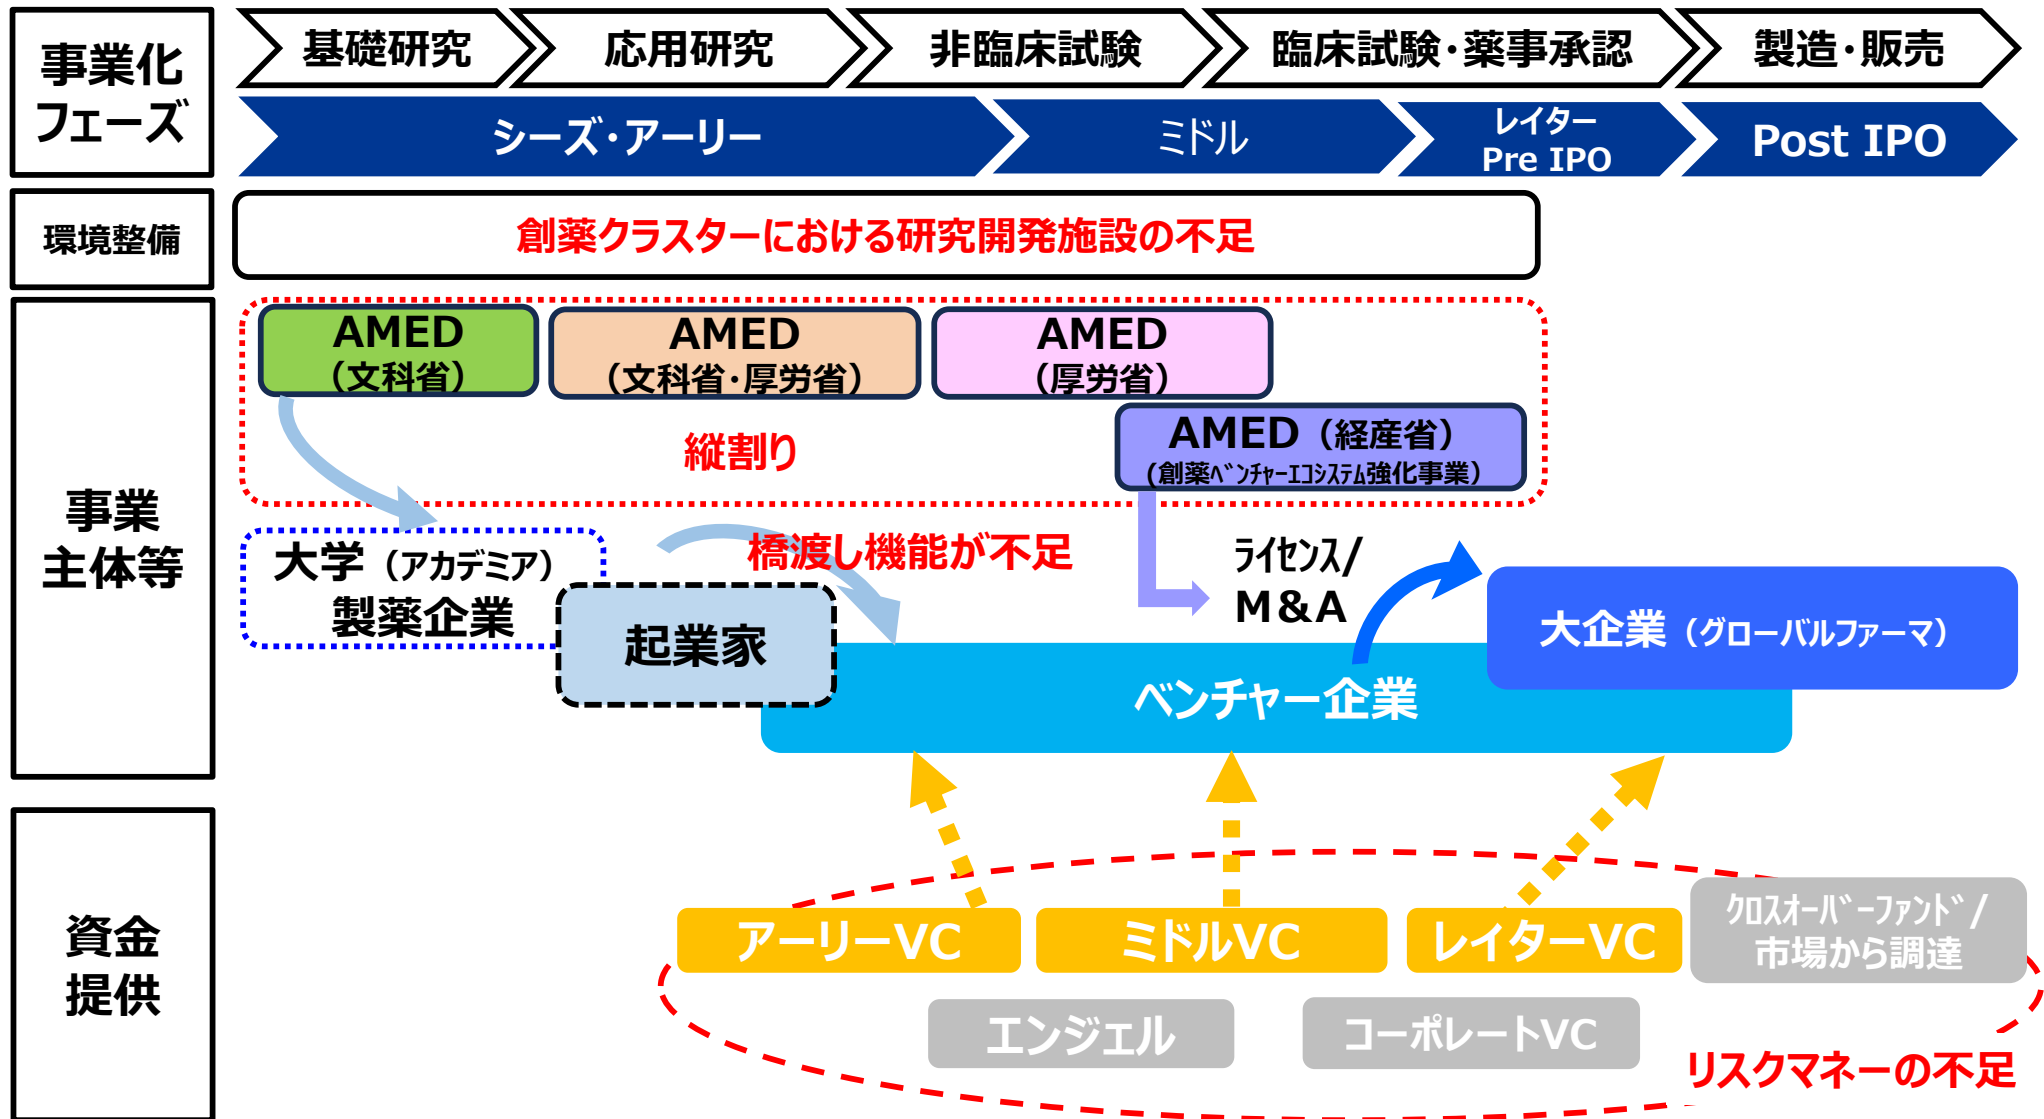 事業化
フェーズ
基礎研究
応用研究
非臨床試験
臨床試験・薬事承認
製造・販売
シーズ・アーリー
ミドル
レイター
Pre IPO
Post IPO
環境整備
創薬クラスターにおける研究開発施設の不足
事業
主体等
AMED
（文科省）
AMED
（文科省・厚労省）
AMED
（厚労省）
AMED（経産省）
（創薬ﾍﾞﾝﾁｬｰｴｺｼｽﾃﾑ強化事業）
縦割り
橋渡し機能が不足
大学（アカデミア）
製薬企業
起業家
ﾗｲｾﾝｽ/
M&A
大企業（グローバルファーマ）
ベンチャー企業
資金
提供
アーリーVC
ミドルVC
レイターVC
ｸﾛｽｵｰﾊﾞｰﾌｧﾝﾄﾞ/
市場から調達
エンジェル
コーポレートVC
リスクマネーの不足